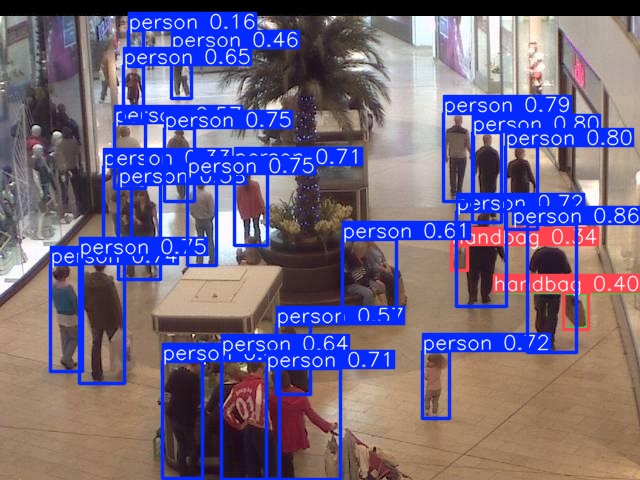 person 0.16
person 0.46
person 0.65
person 0.75
person 0.79
person 0.80
person 0.80
0.71
person 0.75
person
0.72
person 0.86
person 0.61
handbag 0.34
person 0.75
handbag 0.40
person 0.57
person 0.72
person 0.64
person
person 0.71